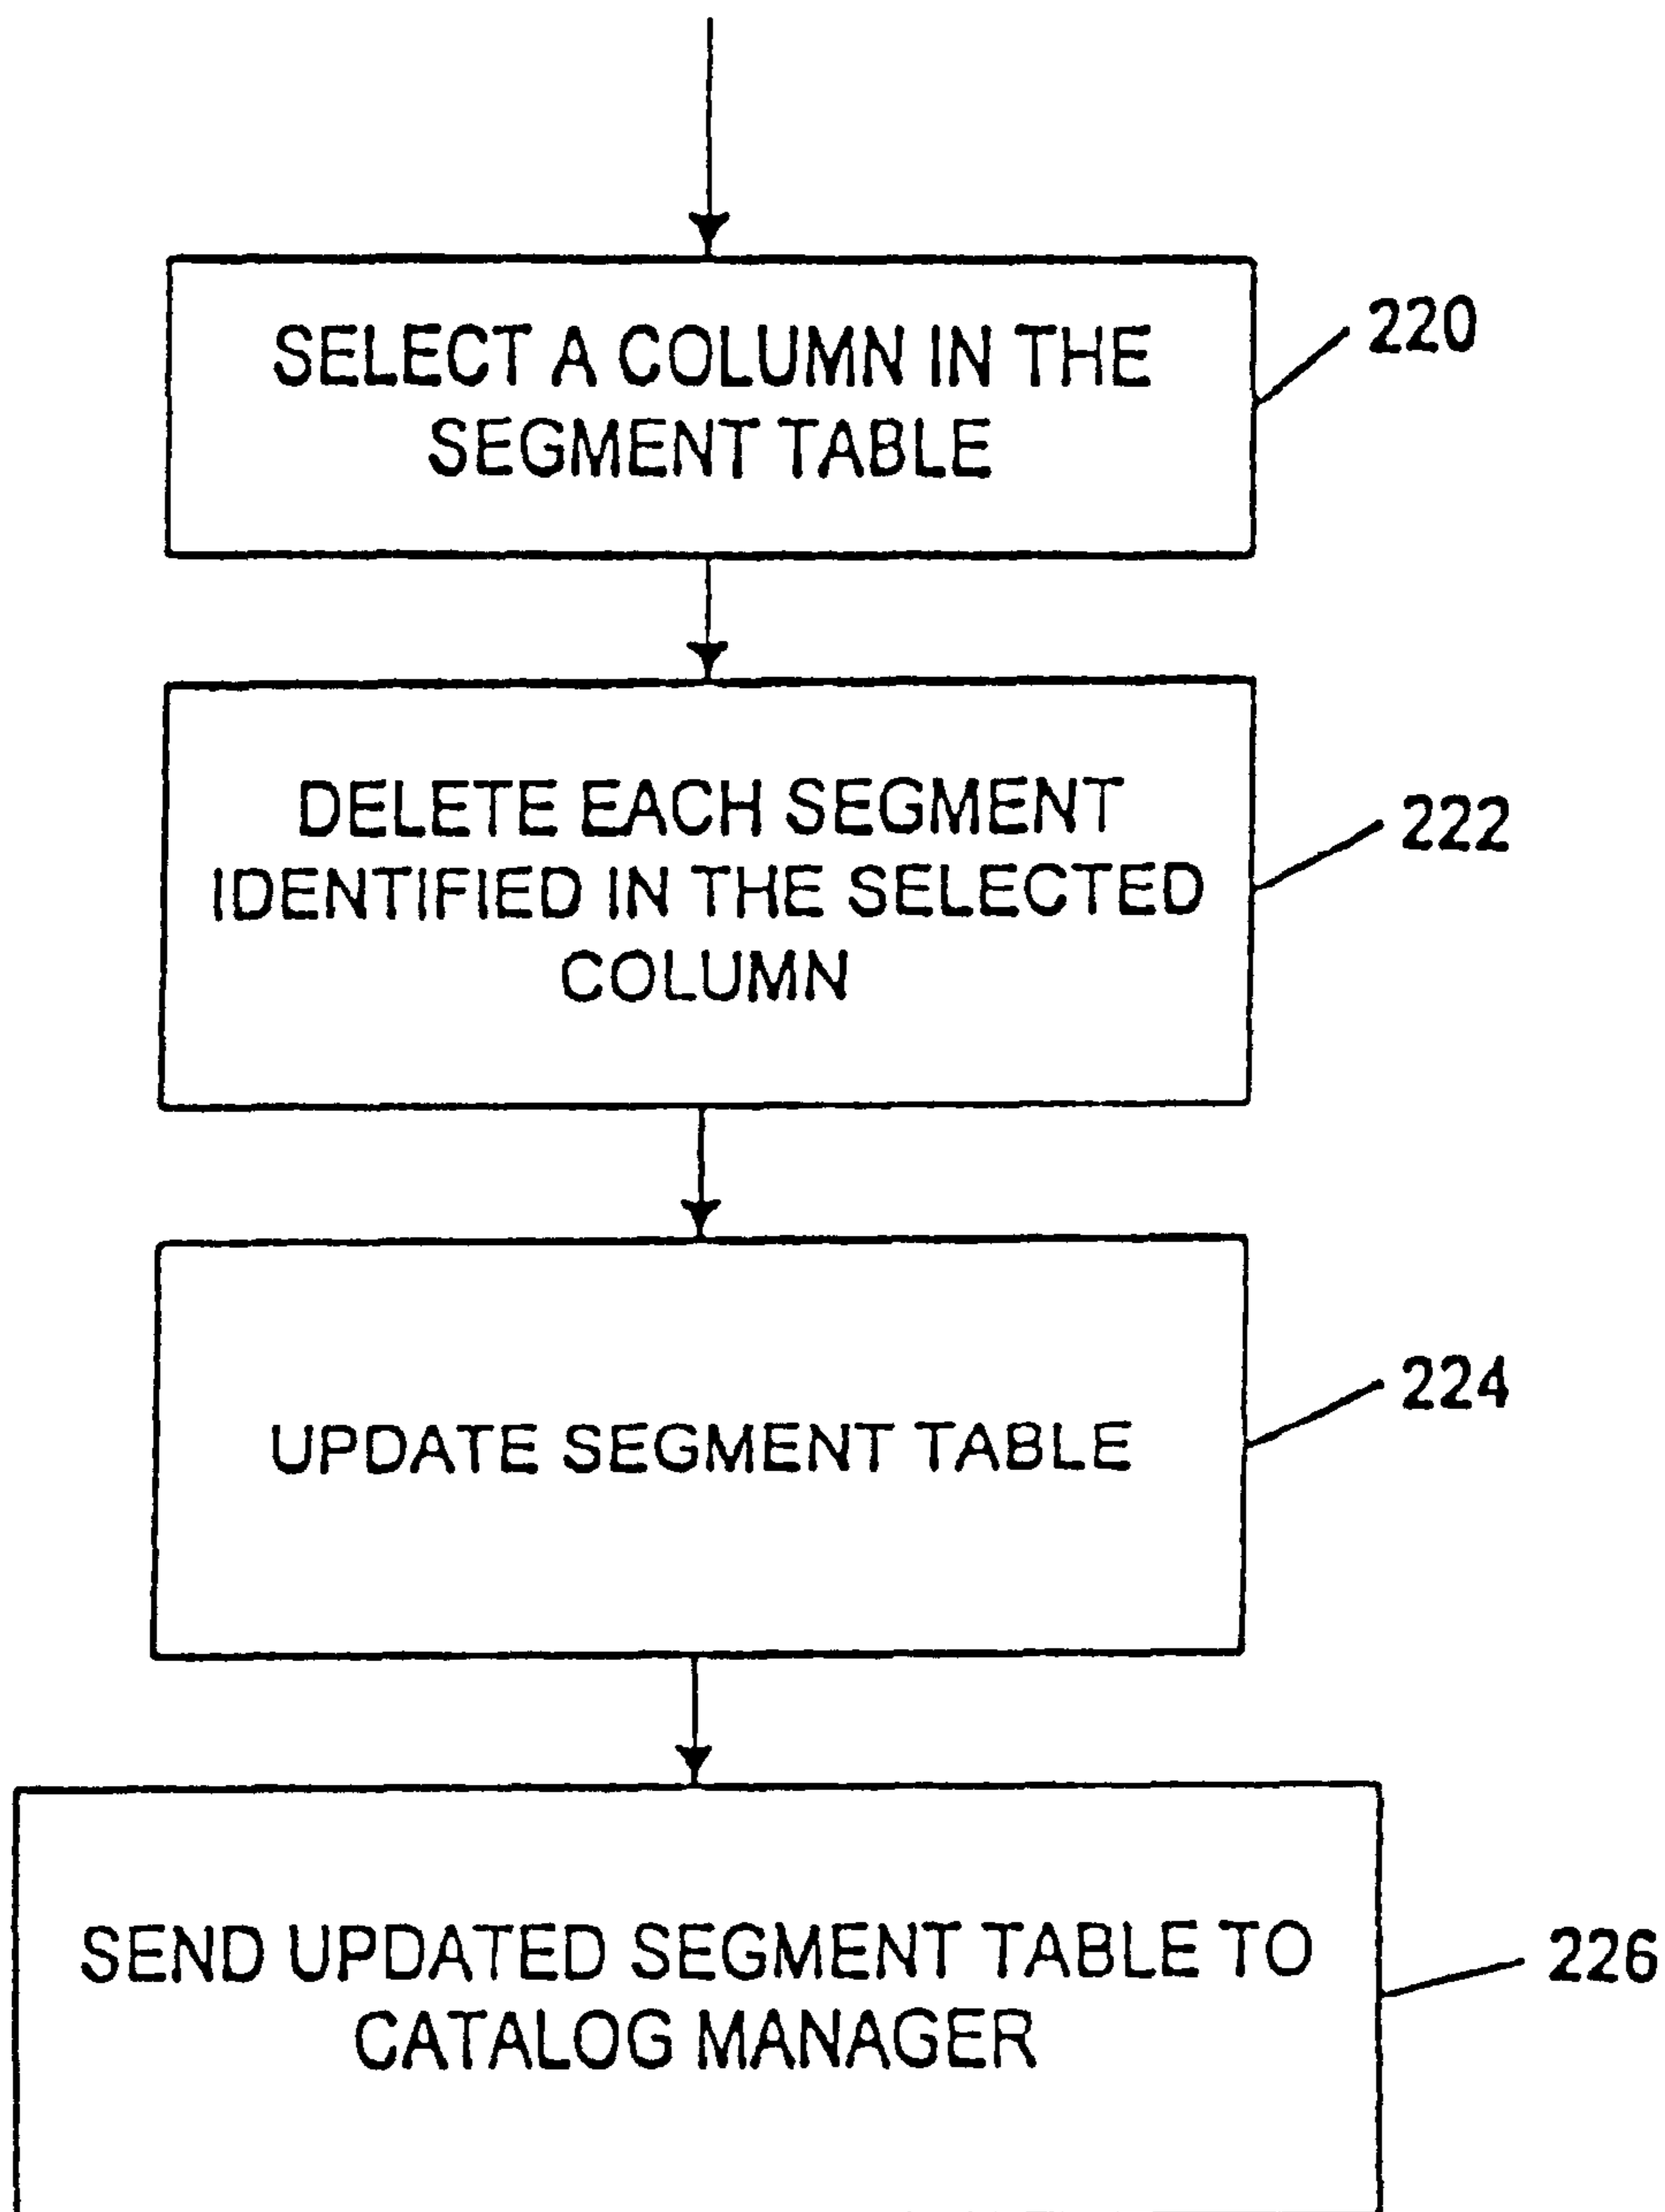 SELECT A COLUMN IN THE
SEGMENT TABLE
220
DELETE EACH SEGMENT
IDENTIFIED IN THE SELECTED
COLUMN
222
UPDATE SEGMENT TABLE
224
SEND UPDATED SEGMENT TABLE TO
CATALOG MANAGER
226